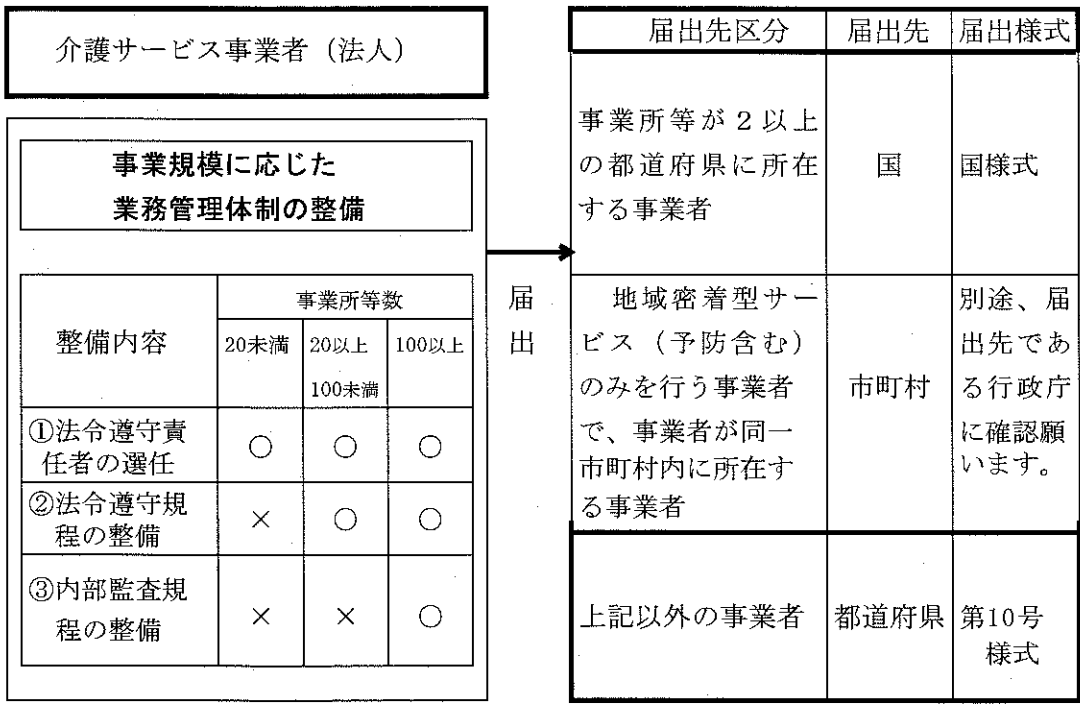 介護サービス事業者（法人）
事業規模に応じた
業務管理体制の整備
整備内容
事業所等数
20未満
20以上
100未満
100以上
①法令遵守責
任者の選任
○
○
○
②法令遵守規
程の整備
×
○
○
③内部監査規
程の整備
×
×
○
届
出
届出先区分
届出先
届出様式
事業所等が２以上
の都道府県に所在
する事業者
国
国様式
地域密着型サー
ビス（予防含む）
のみを行う事業者
で、事業者が同一
市町村内に所在す
る事業者
市町村
別途、届
出先であ
る行政庁
に確認願
います。
上記以外の事業者
都道府県
第10号
様式